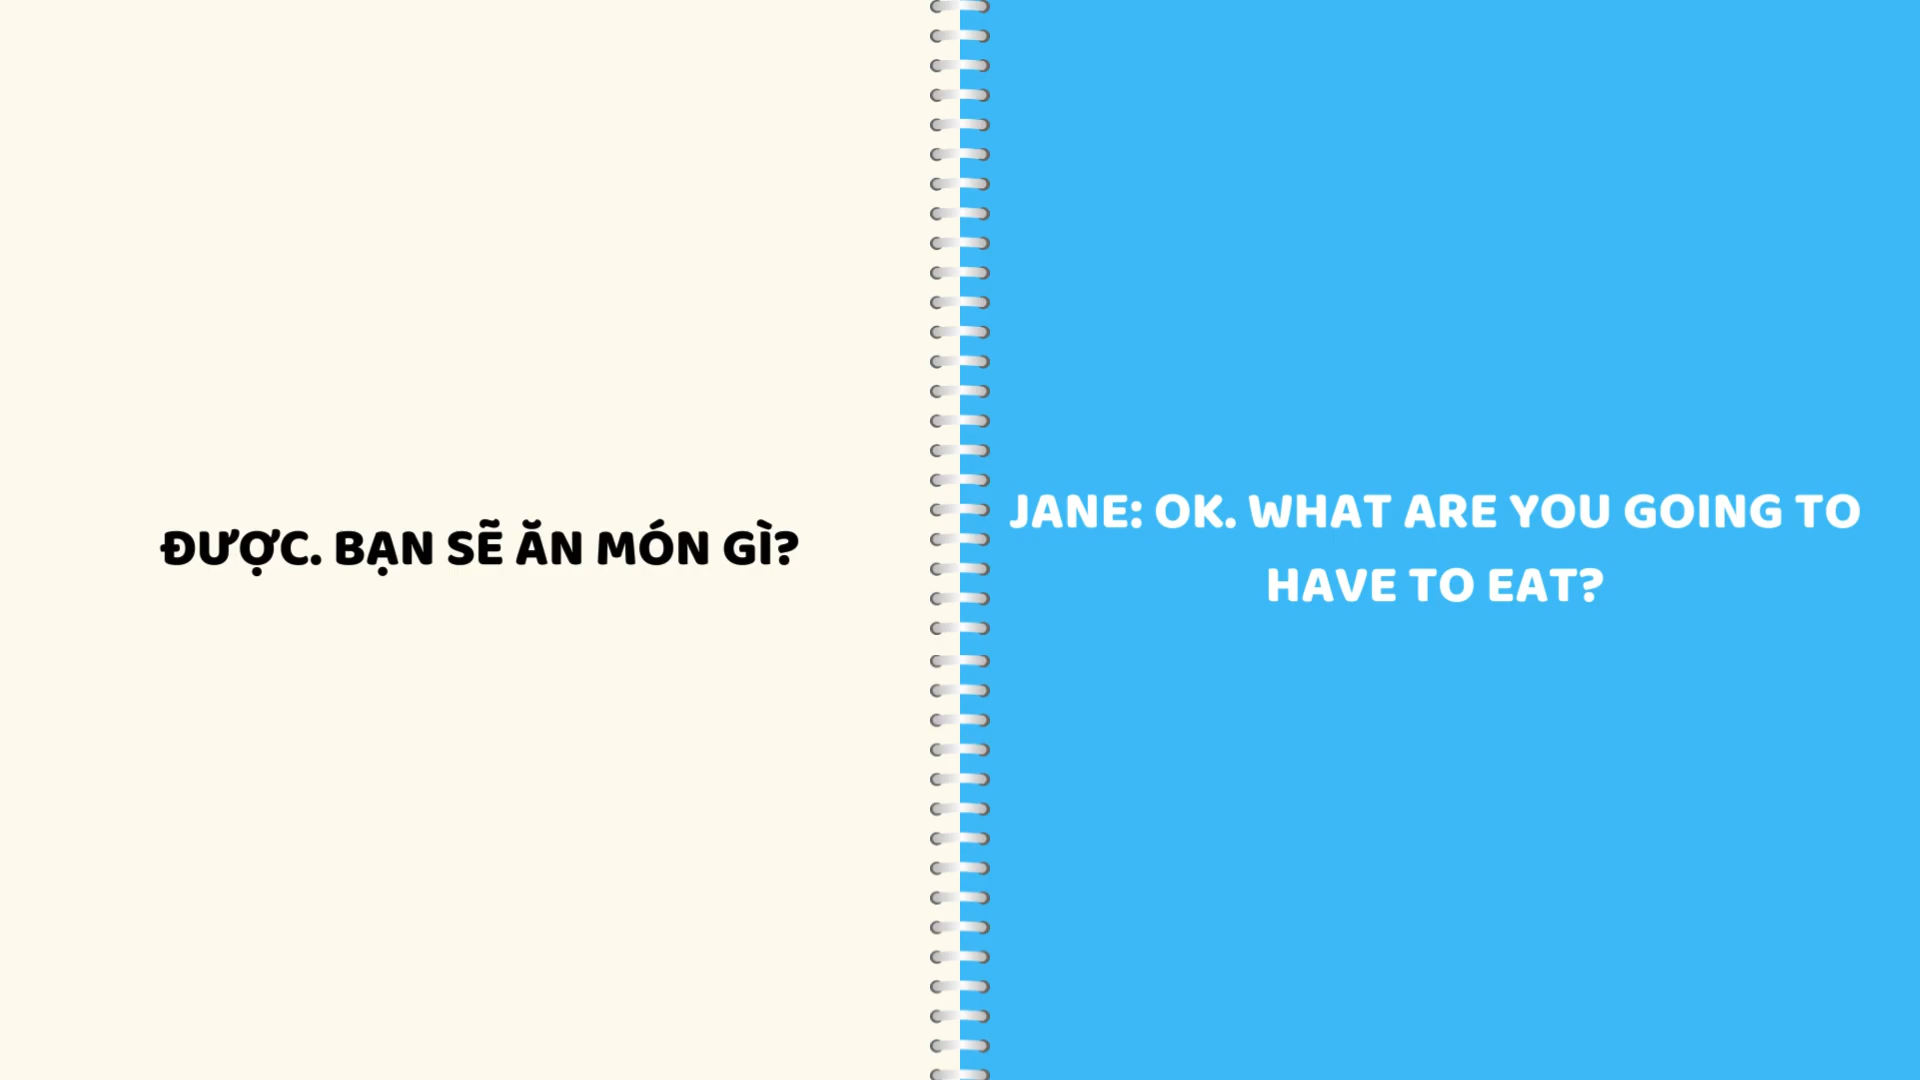 ĐƯỢC. BẠN SẼ ĂN MÓN GÌ?
JANE: OK. WHAT ARE YOU GOING TO
HAVE TO EAT?